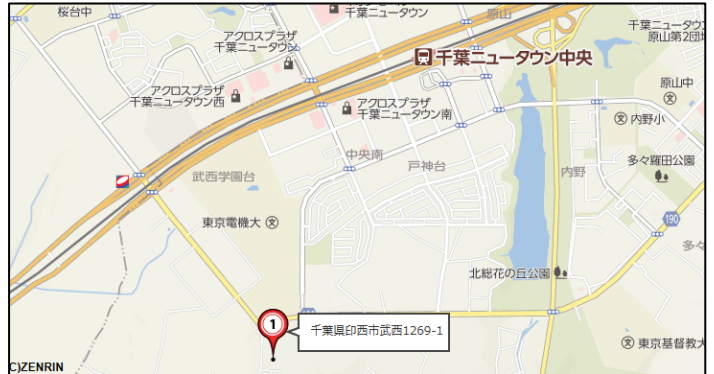 桜台中
千葉ニュータウン
原山
千葉ニュータウン
原山第2団地
アクロスプラザ
千葉ニュータウン
千葉ニュータウン中央
アクロスプラザ
千葉ニュータウン西
原山中
アクロスプラザ
千葉ニュータウン南
内野小
中央南
戸神台
内野
多々羅田公園
武西学園台
東京電機大
190
多々
北総花の丘公園
1
千葉県印西市武西1269-1
東京基督教大
C)ZENRIN